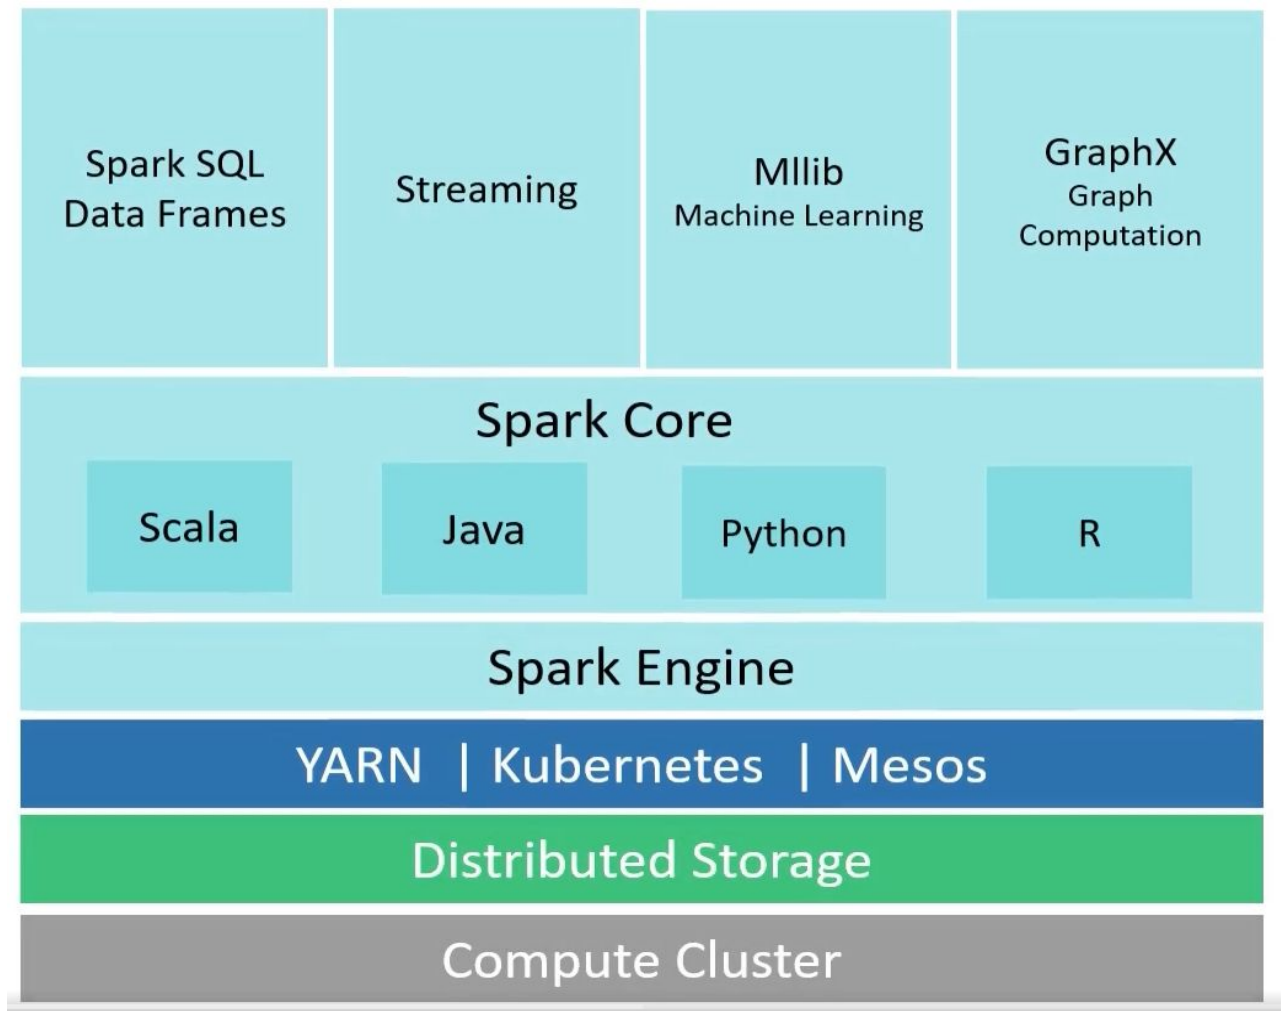 Spark SQL
Data Frames
Streaming
Mllib
Machine Learning
GraphX
Graph
Computation
Spark Core
Scala
Java
Python
R
Spark Engine
YARN | Kubernetes | Mesos
Distributed Storage
Compute Cluster